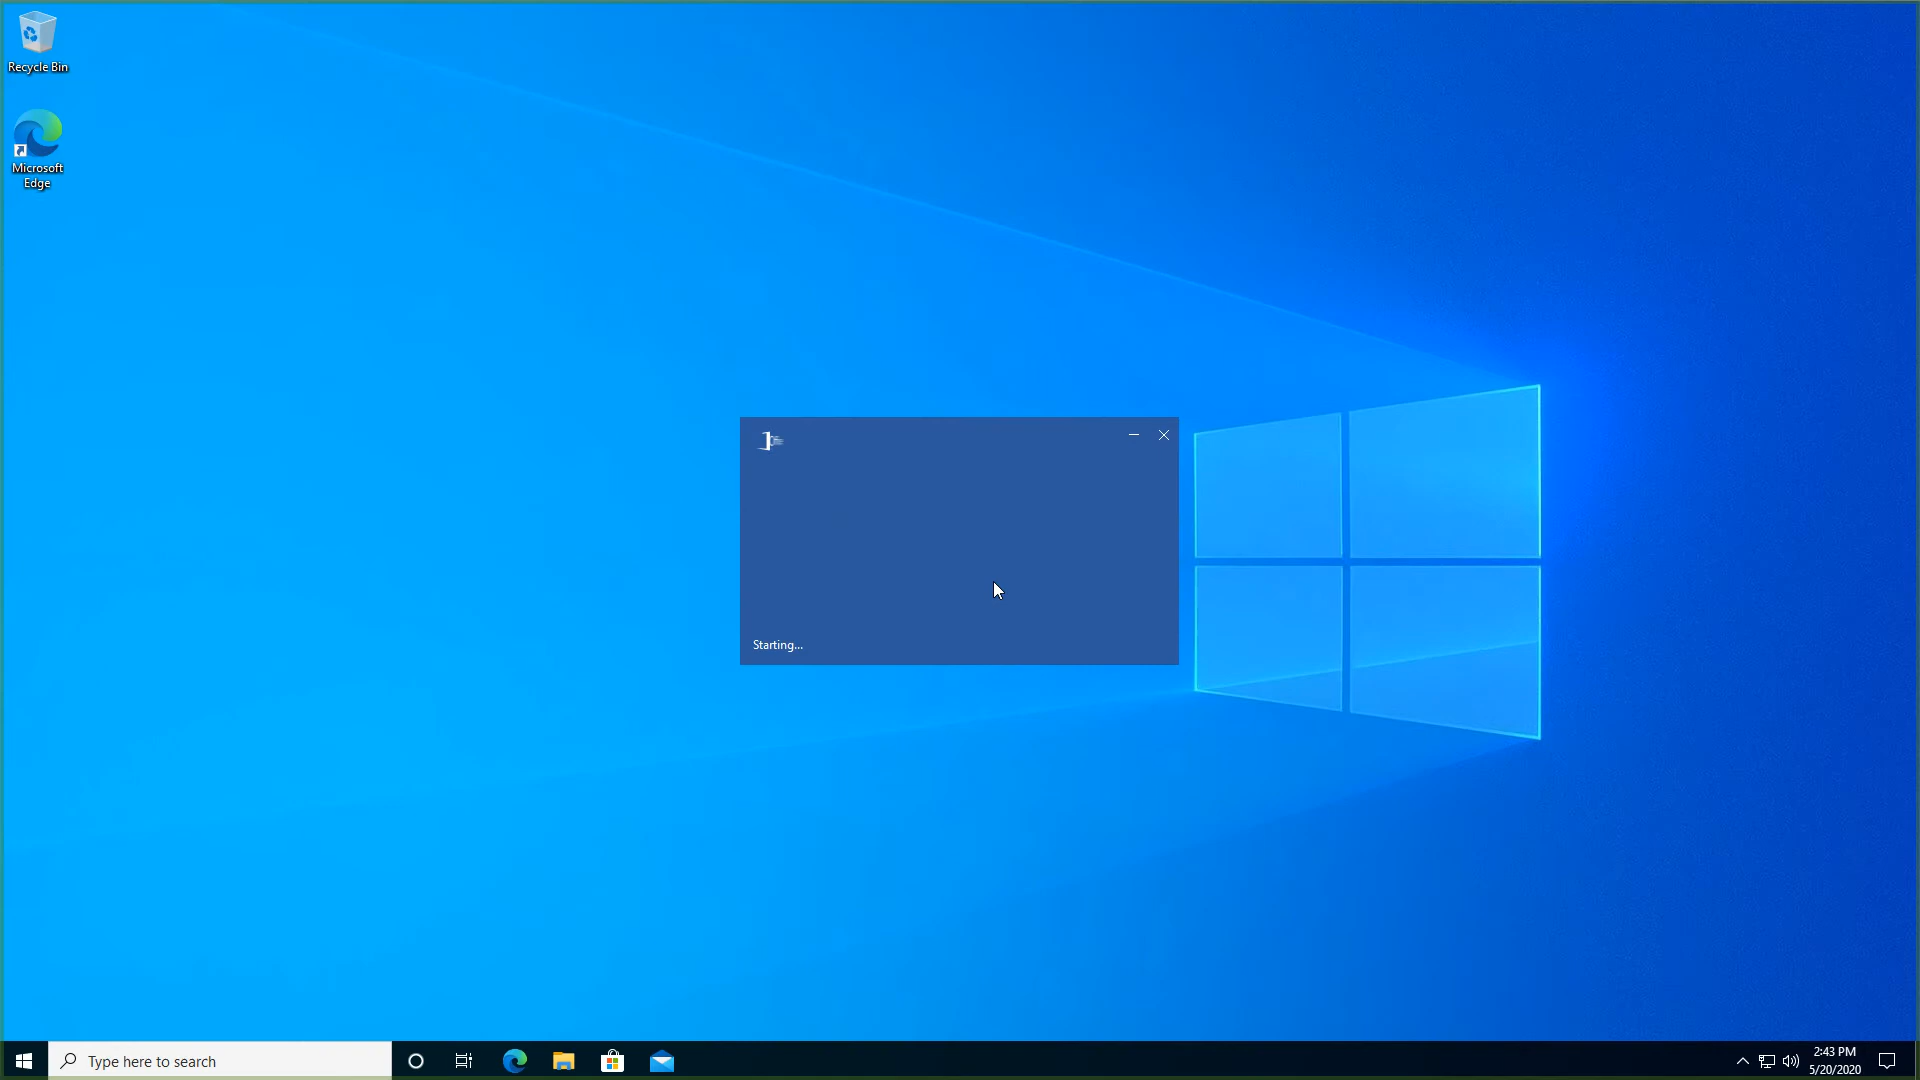 Recycle Bin
Microsoft
Edge
Starting...
Type here to search
2:43 PM
5/20/2020